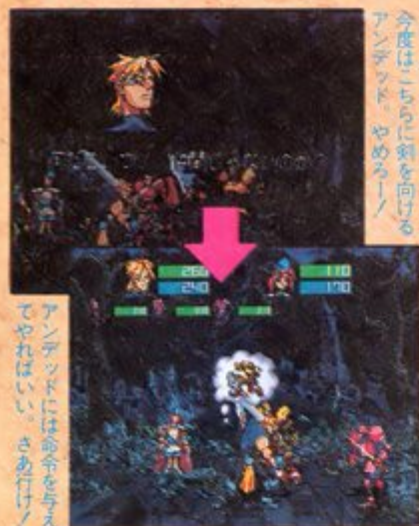 今度はこちらに剣を向ける
アンデッド。やめろー!
260
240
110
170
アンデッドには命令を与え
てやればいい。さあ行け!